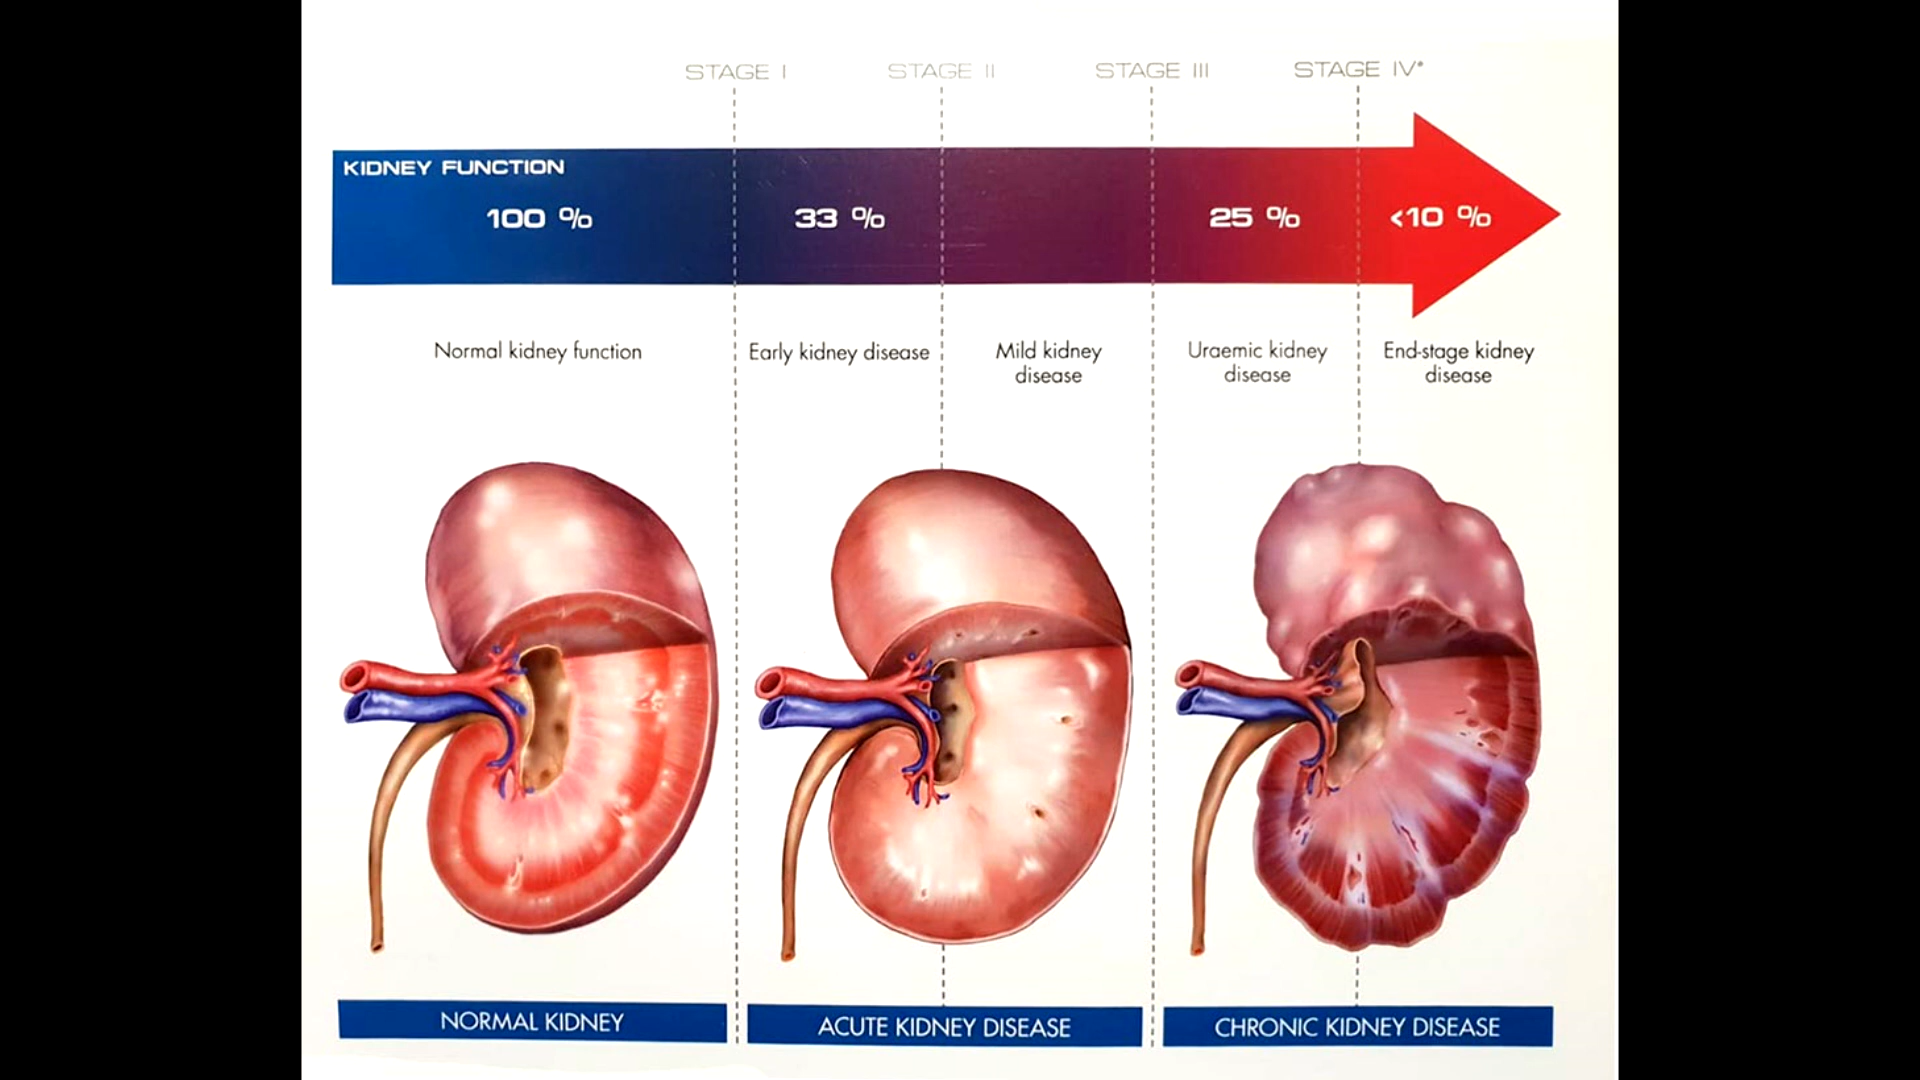 STAGE I
STAGE II
STAGE III
STAGE IV*
KIDNEY FUNCTION
100 %
33 %
25 %
<10 %
Normal kidney function
Early kidney disease
Mild kidney
disease
Uraemic kidney
disease
End-stage kidney
disease
NORMAL KIDNEY
ACUTE KIDNEY DISEASE
CHRONIC KIDNEY DISEASE